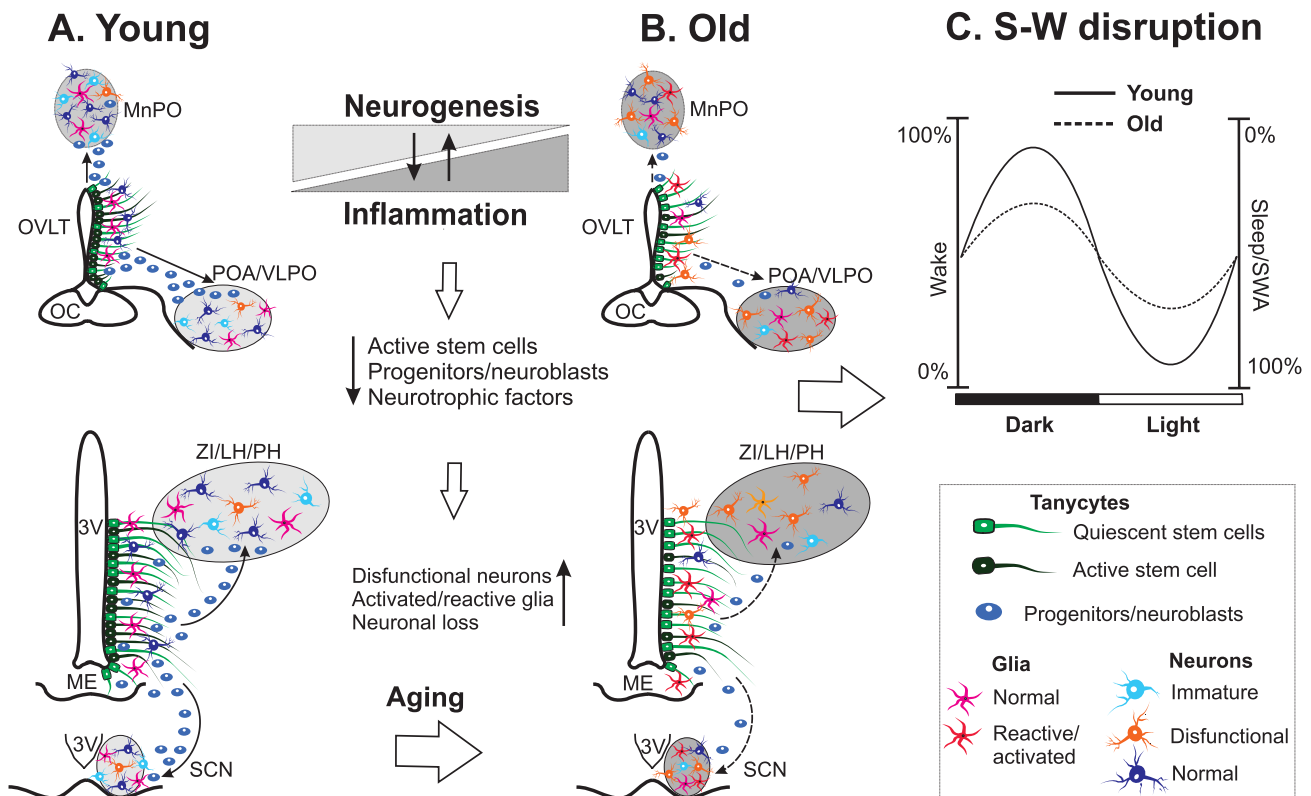 A. Young
B. Old
C. S-W disruption
MnPO
OVLT
POA/VLPO
OC
Neurogenesis
Inflammation
Active stem cells
Progenitors/neuroblasts
Neurotrophic factors
ZI/LH/PH
3V
ME
3V
SCN
Disfunctional neurons
Activated/reactive glia
Neuronal loss
Aging
MnPO
OVLT
POA/VLPO
OC
ZI/LH/PH
3V
ME
3V
SCN
Young
Old
100%
0%
Wake
Sleep/SWA
0%
100%
Dark
Light
Tanycytes
Quiescent stem cells
Active stem cell
Progenitors/neuroblasts
Glia
Normal
Reactive/
activated
Neurons
Immature
Disfunctional
Normal